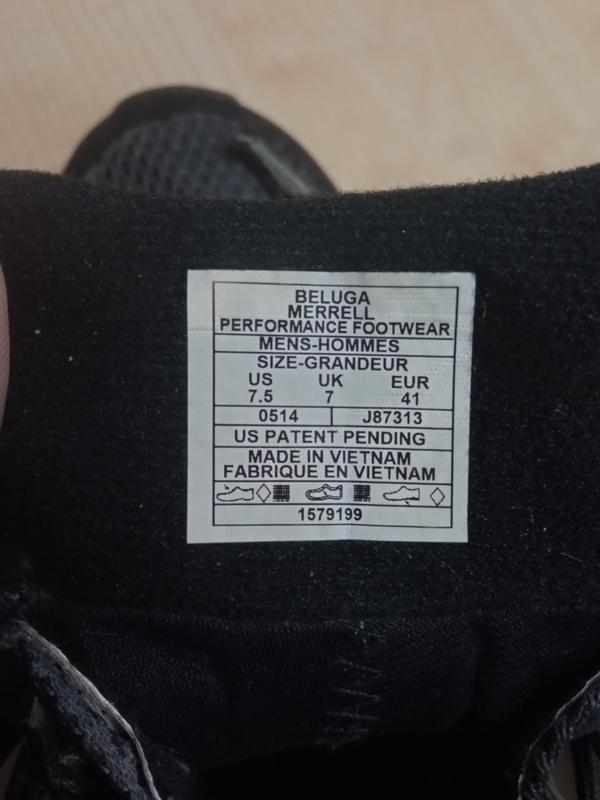 BELUGA
MERRELL
PERFORMANCE FOOTWEAR
MENS-HOMMES
SIZE-GRANDEUR
US UK EUR
7.5 7 41
0514 J87313
US PATENT PENDING
MADE IN VIETNAM
FABRIQUE EN VIETNAM
1579199